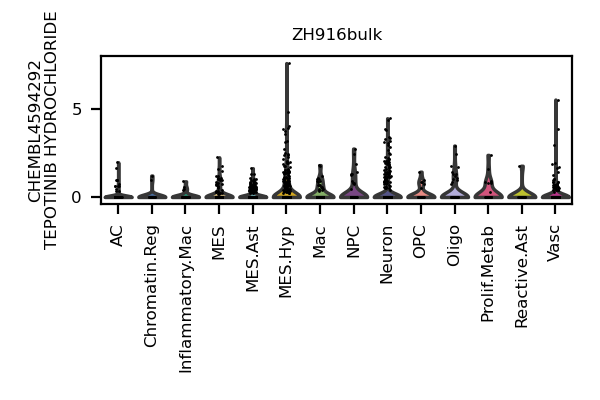 ZH916bulk
CHEMBL4594292
TEPOTINIB HYDROCHLORIDE
5
0
AC
Chromatin.Reg
Inflammatory.Mac
MES
MES.Ast
MES.Hyp
Mac
NPC
Neuron
OPC
Oligo
Prolif.Metab
Reactive.Ast
Vasc